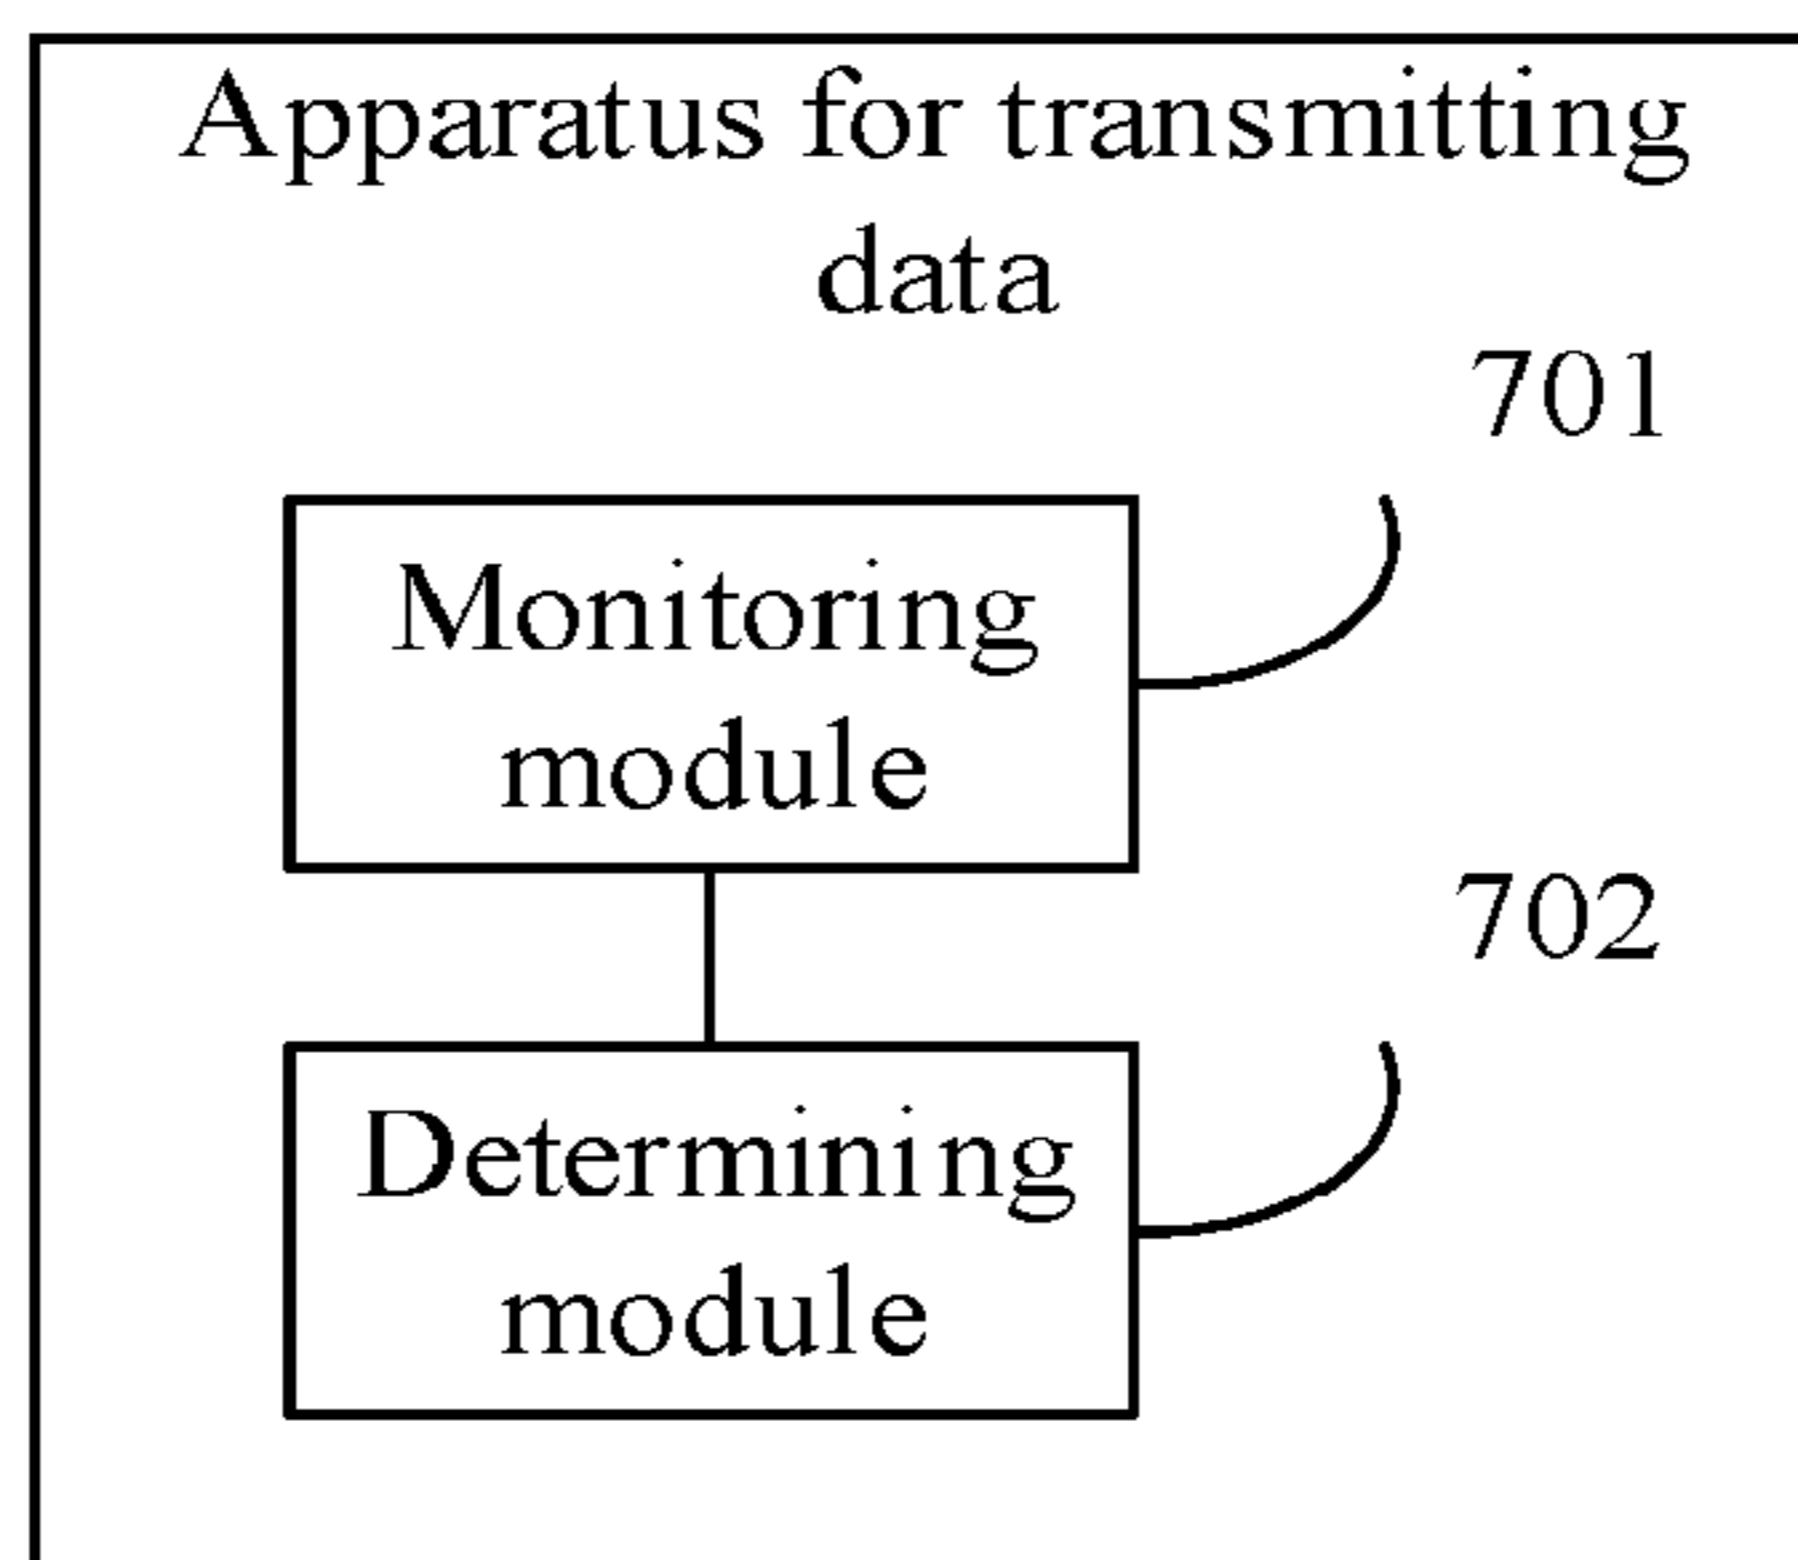 Apparatus for transmitting
data
701
Monitoring
module
702
Determining
module